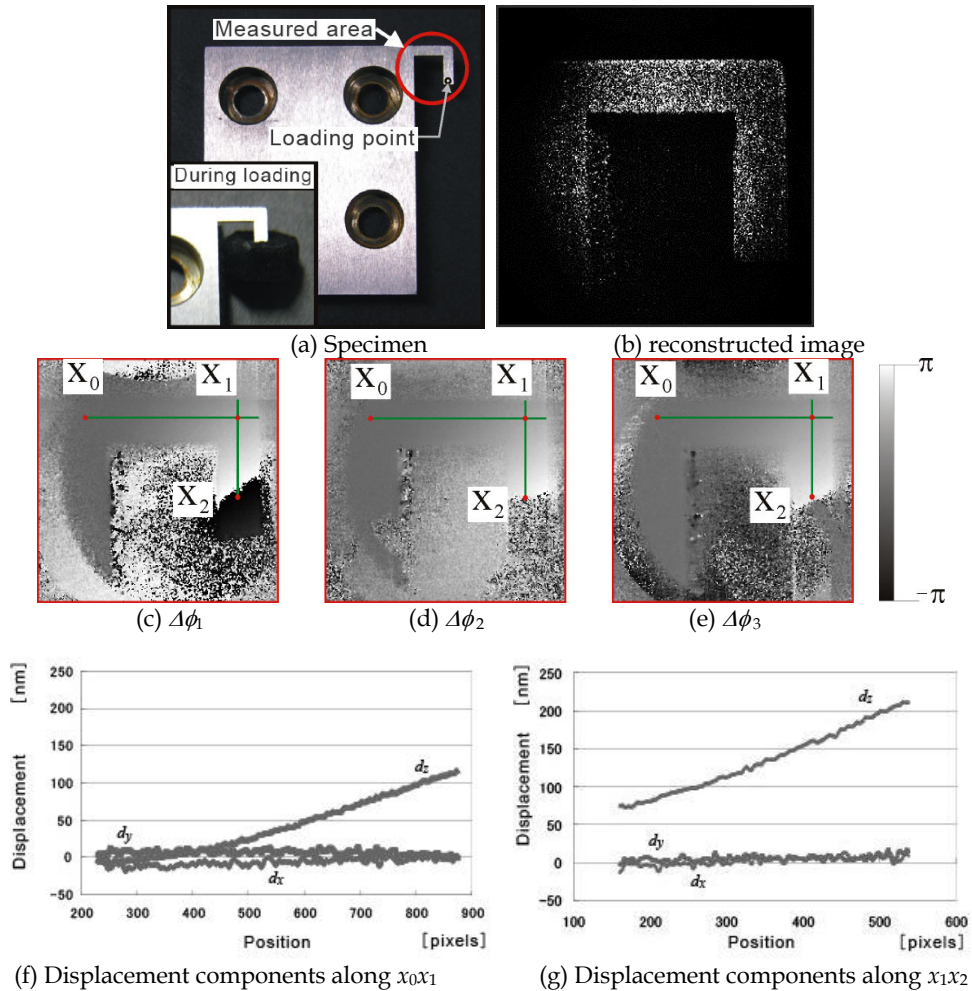 Measured area
Loading point
During loading
(a) Specimen
(b) reconstructed image
X0 X1
X2
X0 X1
X2
X0 X1
X2
π
−π
(c) Δϕ1
(d) Δϕ2
(e) Δϕ3
[nm]
Displacement
250
200
150
100
50
0
-50
dz
dy
dx
200 300 400 500 600 700 800 900
Position [pixels]
(f) Displacement components along x0x1
[nm]
Displacement
250
200
150
100
50
0
-50
dz
dy
dx
100 200 300 400 500 600
Position [pixels]
(g) Displacement components along x1x2